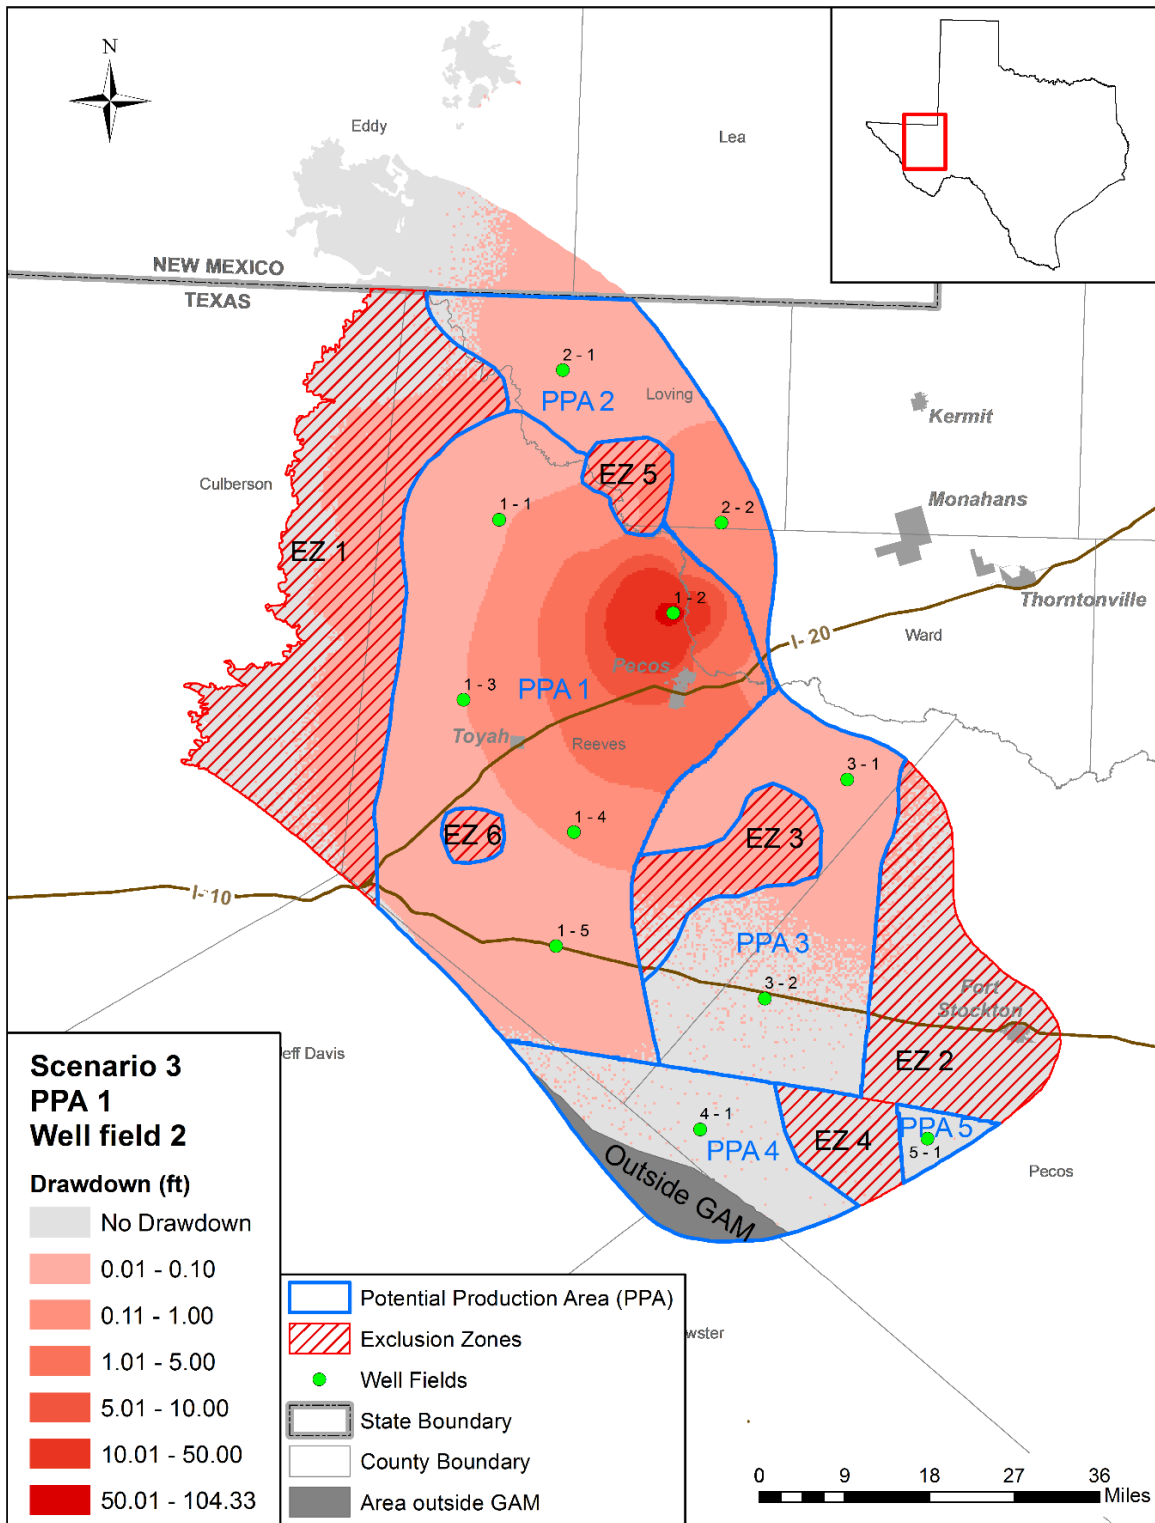 N
Eddy
Lea
NEW MEXICO
TEXAS
2 - 1
PPA 2
Loving
Kermit
EZ 5
Culberson
Monahans
1 - 1
2 - 2
EZ 1
Thorntonville
1 - 2
I- 20
Ward
Pecos
1 - 3
PPA 1
Toyah
Reeves
3 - 1
1 - 4
EZ 6
EZ 3
I- 10
1 - 5
PPA 3
3 - 2
Fort
Stockton
Jeff Davis
EZ 2
4 - 1
PPA 4
EZ 4
PPA 5
5 - 1
Outside GAM
Pecos
wster
Scenario 3
PPA 1
Well field 2
Drawdown (ft)
No Drawdown
0.01 - 0.10
0.11 - 1.00
1.01 - 5.00
5.01 - 10.00
10.01 - 50.00
50.01 - 104.33
Potential Production Area (PPA)
Exclusion Zones
Well Fields
State Boundary
County Boundary
Area outside GAM
0 9 18 27 36
Miles